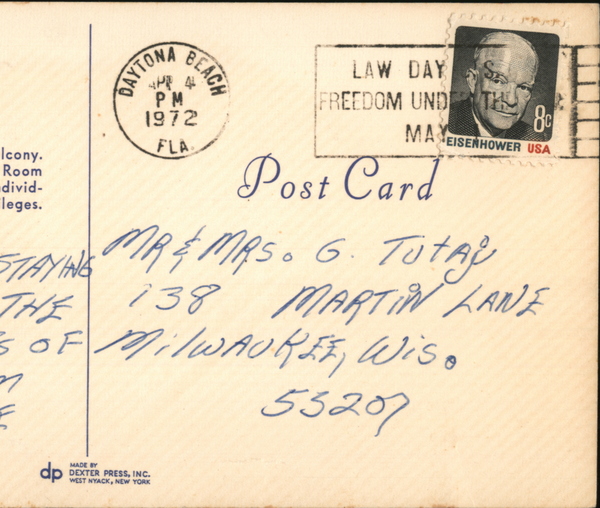 DAYTONA BEACH
APR 4
PM
1972
FLA.
LAW DAY
FREEDOM UNDER TH
MAY
8c
EISENHOWER USA
lcony.
Room
divid-
leges.
Post Card
STAYING
THE
S OF
M
E
MR & MRS. G. Tutaj
138 MARTIN LANE
MilWAUKEE, Wis.
53207
dp MADE BY
DEXTER PRESS, INC.
WEST NYACK, NEW YORK